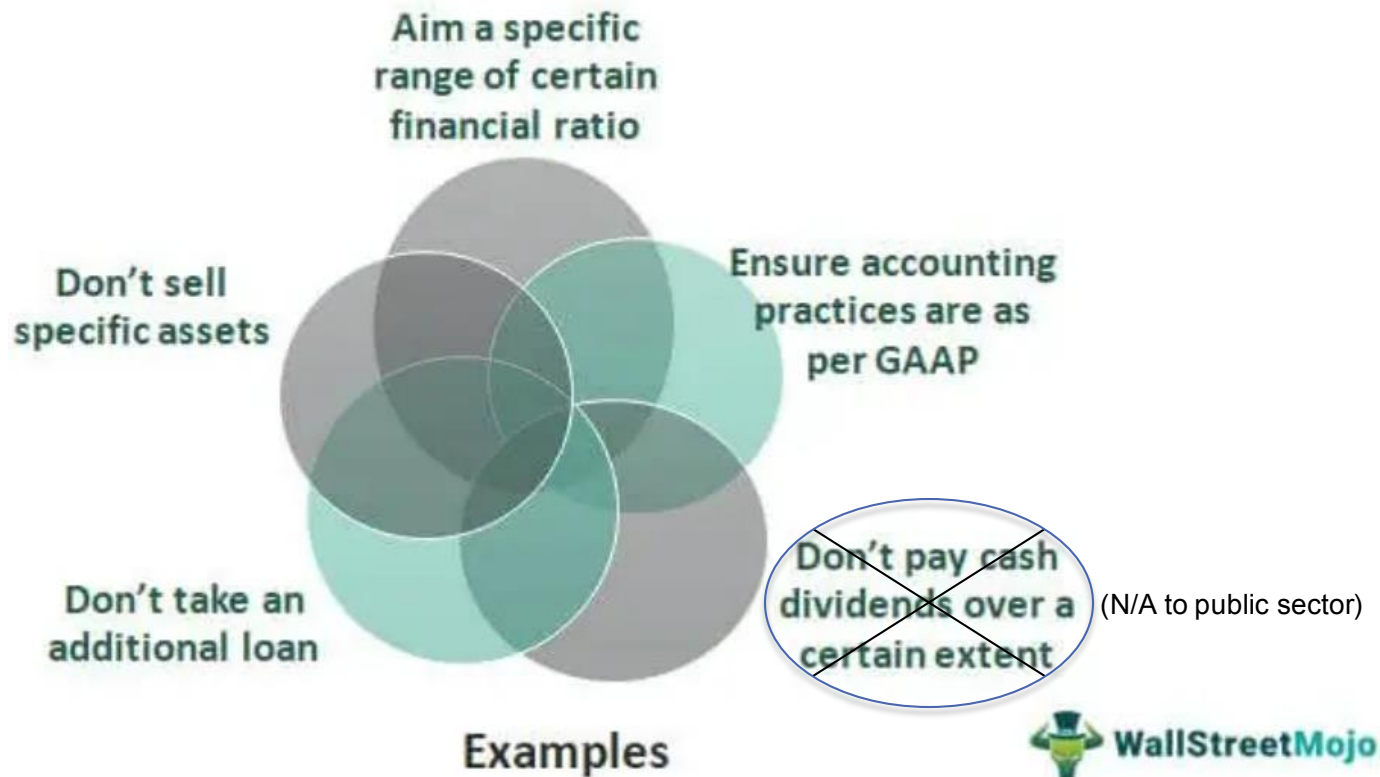 Aim a specific
range of certain
financial ratio
Don't sell
specific assets
Ensure accounting
practices are as
per GAAP
Don't take an
additional loan
Don't pay cash
dividends over a
certain extent
(N/A to public sector)
Examples
WallStreetMojo